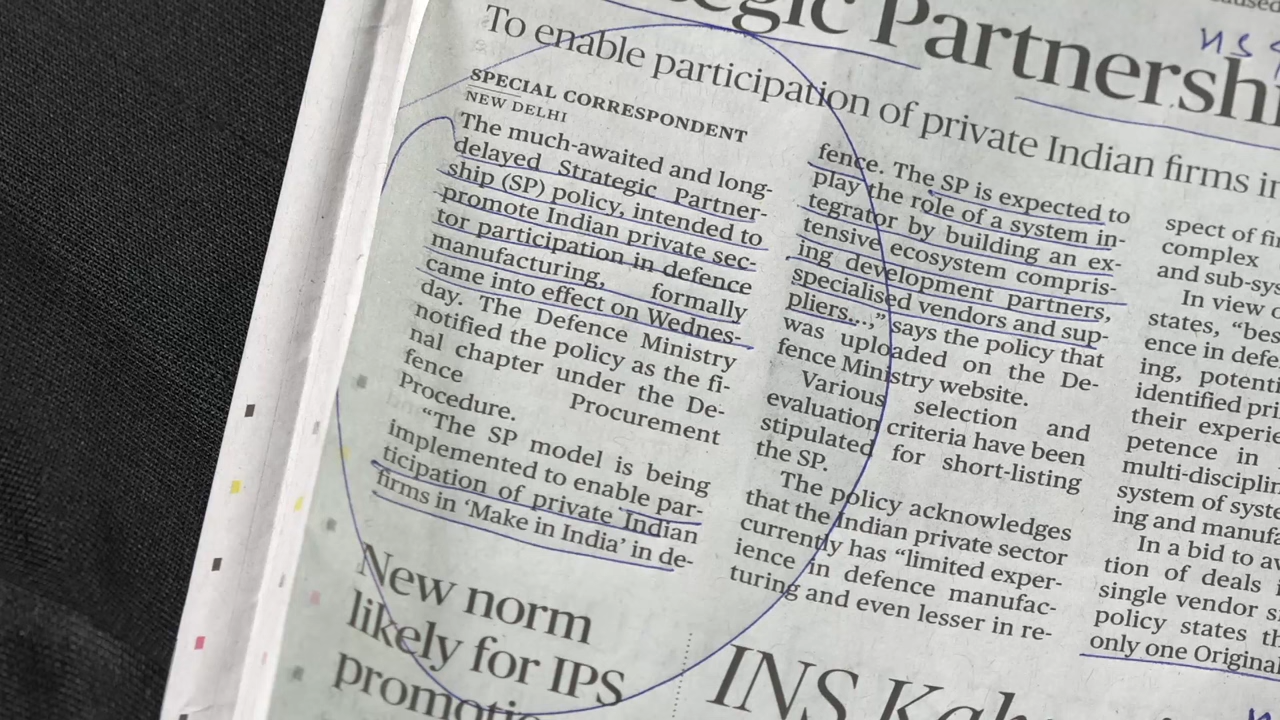 Partnersh
To enable participation of private Indian firms in
SPECIAL CORRESPONDENT
NEW DELHI
The much-awaited and long-
delayed Strategic Partner-
ship (SP) policy, intended to
promote Indian private sec-
tor participation in defence
manufacturing, formally
came into effect on Wednes-
day. The Defence Ministry
notified the policy as the fi-
nal chapter under the De-
fence Procurement
Procedure.
“The SP model is being
implemented to enable par-
ticipation of private Indian
firms in ‘Make in India’ in de-
fence. The SP is expected to
play the role of a system in-
tegrator by building an ex-
tensive ecosystem compris-
ing development partners,
specialised vendors and sup-
pliers...,” says the policy that
was uploaded on the De-
fence Ministry website.
Various selection and
evaluation criteria have been
stipulated for short-listing
the SP.
The policy acknowledges
that the Indian private sector
currently has “limited exper-
ience in defence manufac-
turing and even lesser in re-
spect of
complex
and sub-sys
In view
states, “bes
ence in defe
ing, potenti
identified pri
their experie
petence in
multi-disciplin
system of syste
ing and manufa
In a bid to av
tion of deals
single vendor s
policy states th
only one Original
New norm
likely for IPS
promoti
INS